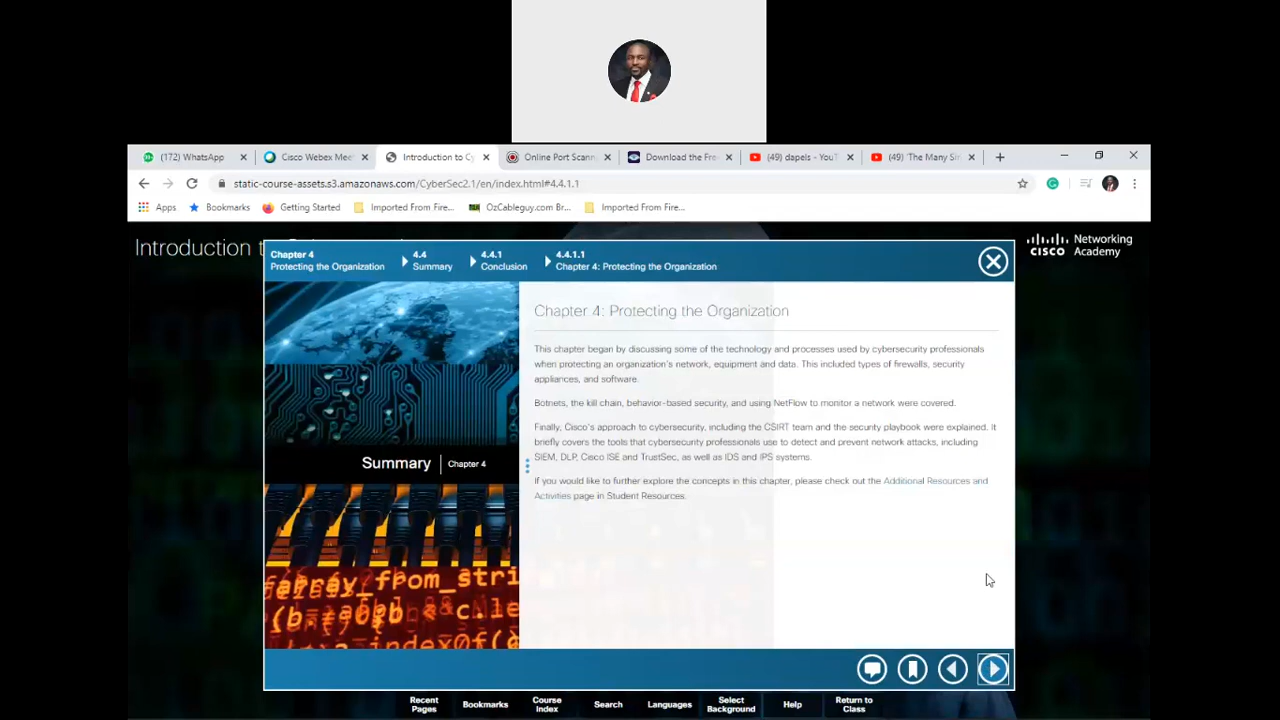 (172) WhatsApp
Cisco Webex Mee
Introduction to Cy
Online Port Scann
Download the Fre
(49) dapels - YouT
(49) 'The Many Sin
static-course-assets.s3.amazonaws.com/CyberSec2.1/en/index.html#4.4.1.1
Apps
Bookmarks
Getting Started
Imported From Fire...
OzCableguy.com Br...
Imported From Fire...
Introduction to
CISCO
Networking
Academy
Chapter 4
Protecting the Organization
4.4
Summary
4.4.1
Conclusion
4.4.1.1
Chapter 4: Protecting the Organization
Summary
Chapter 4
array_from_stri
(b=
c.le
_index0f(
Chapter 4: Protecting the Organization
This chapter began by discussing some of the technology and processes used by cybersecurity professionals
when protecting an organization's network, equipment and data. This included types of firewalls, security
appliances, and software.
Botnets, the kill chain, behavior-based security, and using NetFlow to monitor a network were covered.
Finally, Cisco's approach to cybersecurity, including the CSIRT team and the security playbook were explained. It
briefly covers the tools that cybersecurity professionals use to detect and prevent network attacks, including
SIEM, DLP, Cisco ISE and TrustSec, as well as IDS and IPS systems.
If you would like to further explore the concepts in this chapter, please check out the Additional Resources and
Activities page in Student Resources.
Recent
Pages
Bookmarks
Course
Index
Search
Languages
Select
Background
Help
Return to
Class